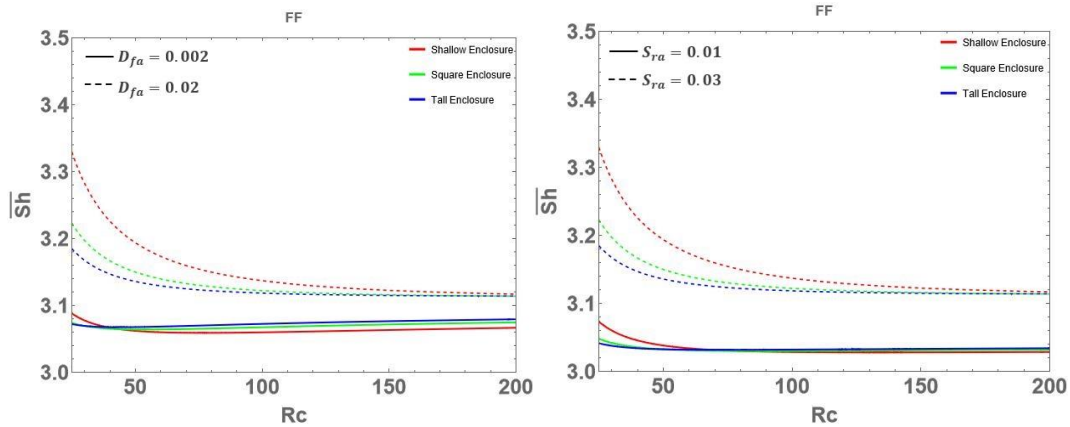 FF
3.5
3.4
3.3
3.2
3.1
3.0
Sh
D_fa = 0.002
D_fa = 0.02
Shallow Enclosure
Square Enclosure
Tall Enclosure
50 100 150 200
Rc
FF
3.5
3.4
3.3
3.2
3.1
3.0
Sh
S_ra = 0.01
S_ra = 0.03
Shallow Enclosure
Square Enclosure
Tall Enclosure
50 100 150 200
Rc